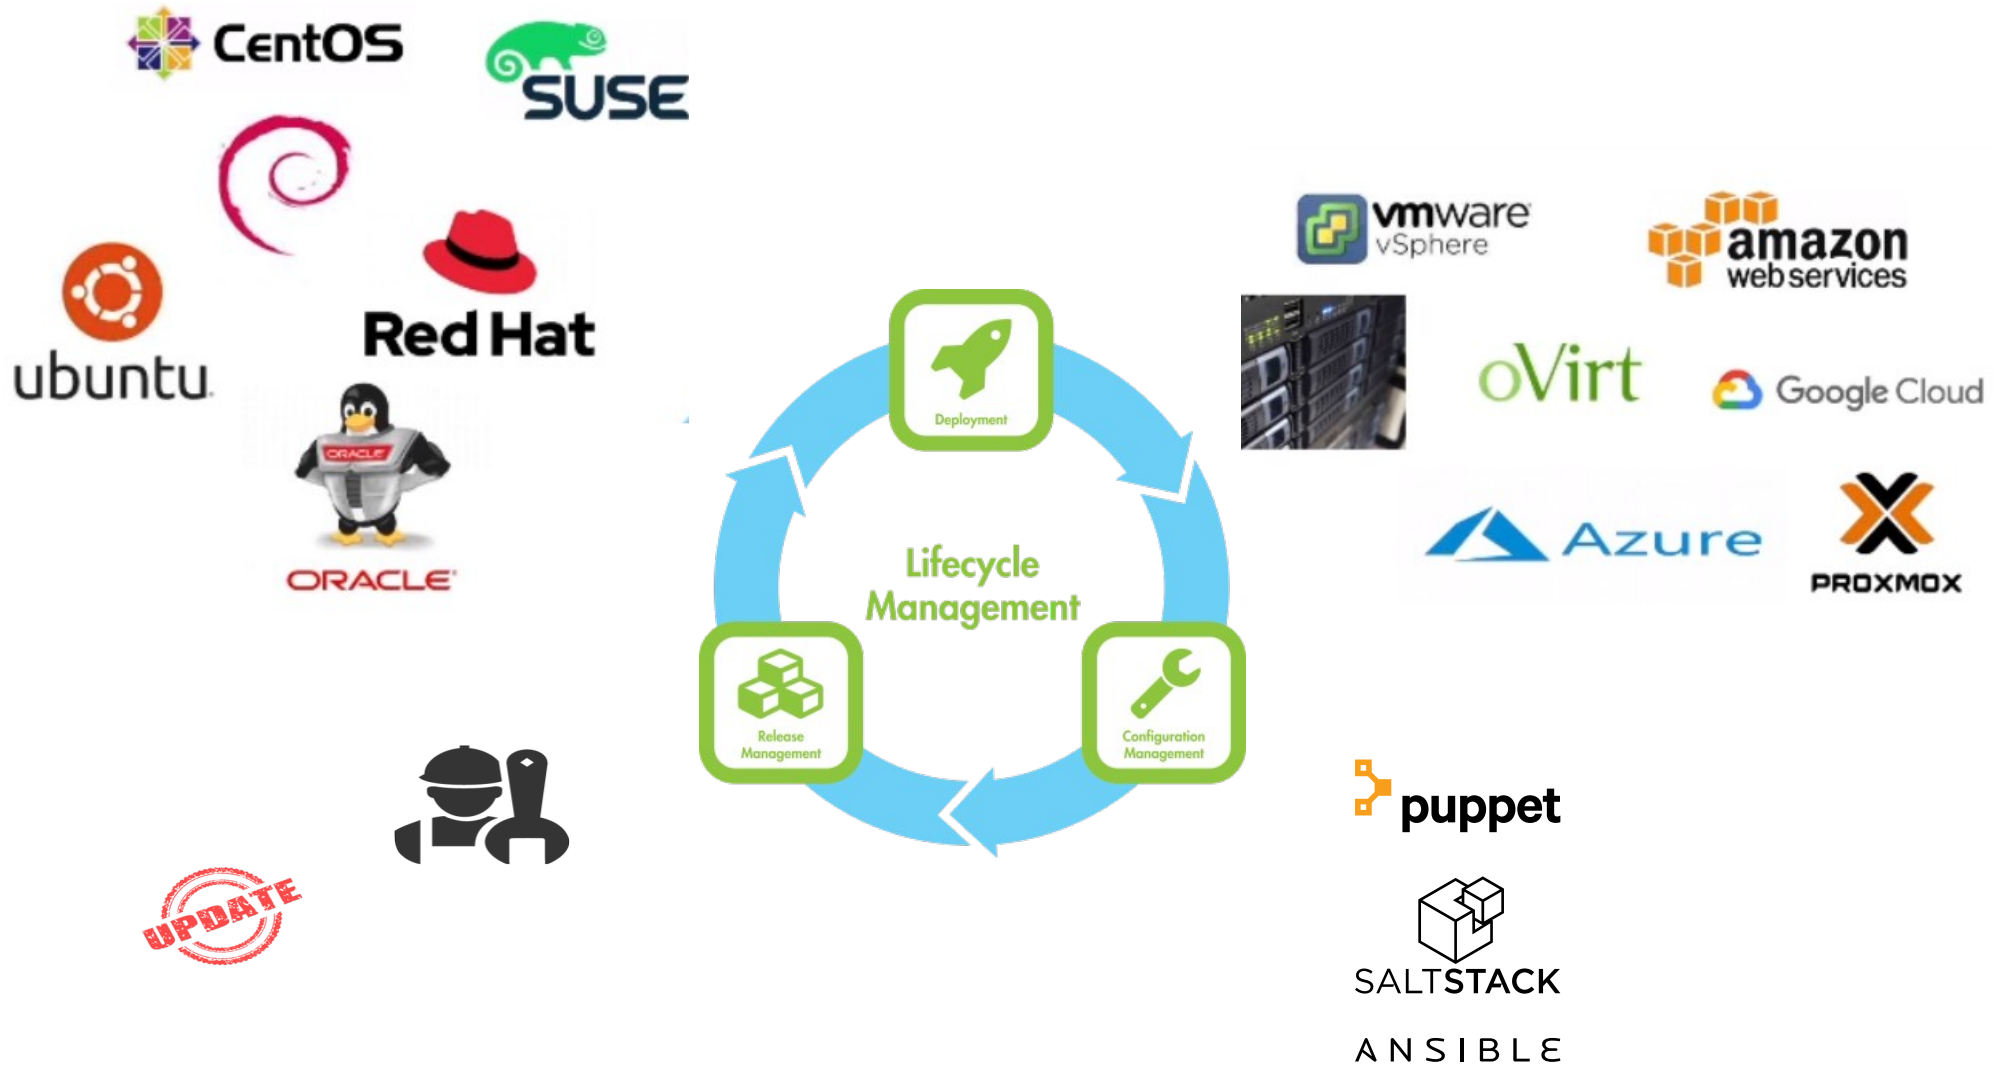 CentOS
SUSE
Red Hat
ubuntu
ORACLE
ORACLE
vmware
vSphere
amazon
web services
oVirt
Google Cloud
Azure
PROXMOX
Deployment
Lifecycle
Management
Release
Management
Configuration
Management
UPDATE
puppet
SALTSTACK
ANSIBLE